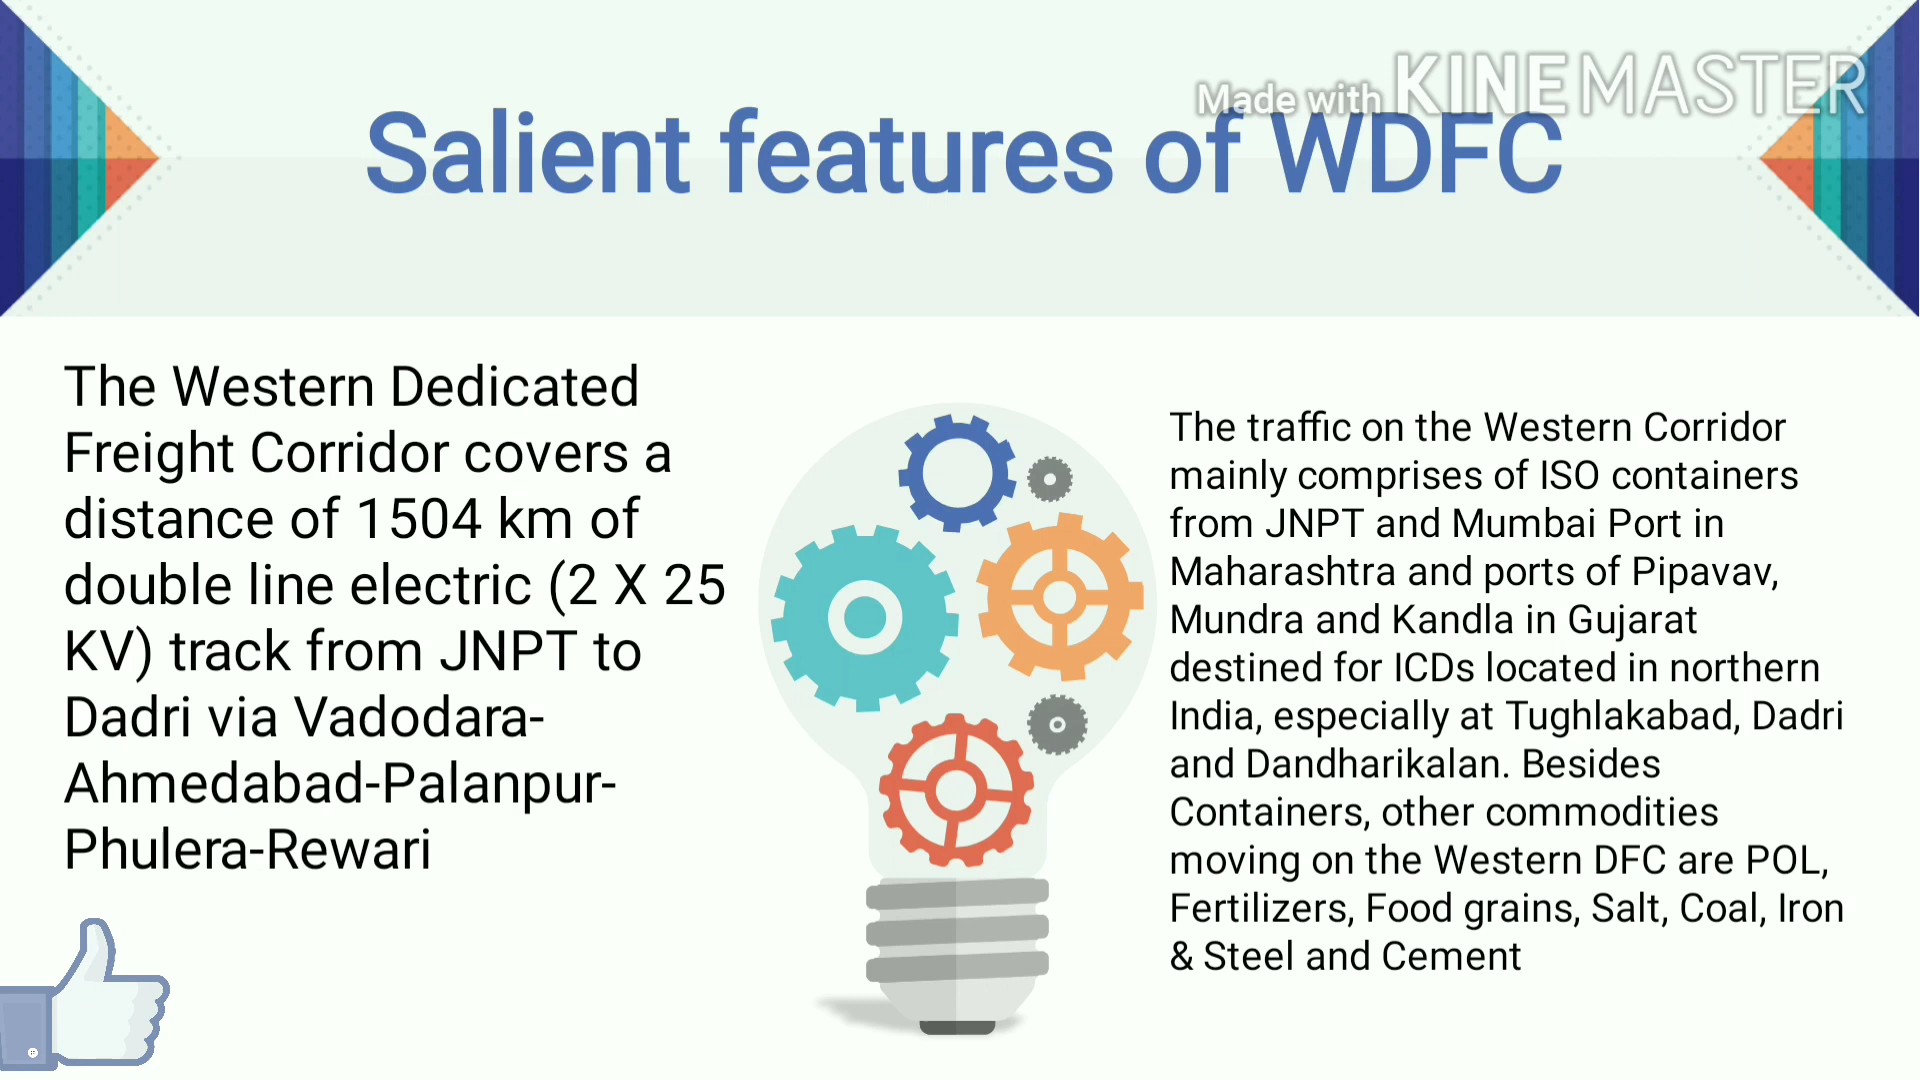 Made with KINEMASTER
Salient features of WDFC
The Western Dedicated
Freight Corridor covers a
distance of 1504 km of
double line electric (2 X 25
KV) track from JNPT to
Dadri via Vadodara-
Ahmedabad-Palanpur-
Phulera-Rewari
The traffic on the Western Corridor
mainly comprises of ISO containers
from JNPT and Mumbai Port in
Maharashtra and ports of Pipavav,
Mundra and Kandla in Gujarat
destined for ICDs located in northern
India, especially at Tughlakabad, Dadri
and Dandharikalan. Besides
Containers, other commodities
moving on the Western DFC are POL,
Fertilizers, Food grains, Salt, Coal, Iron
& Steel and Cement